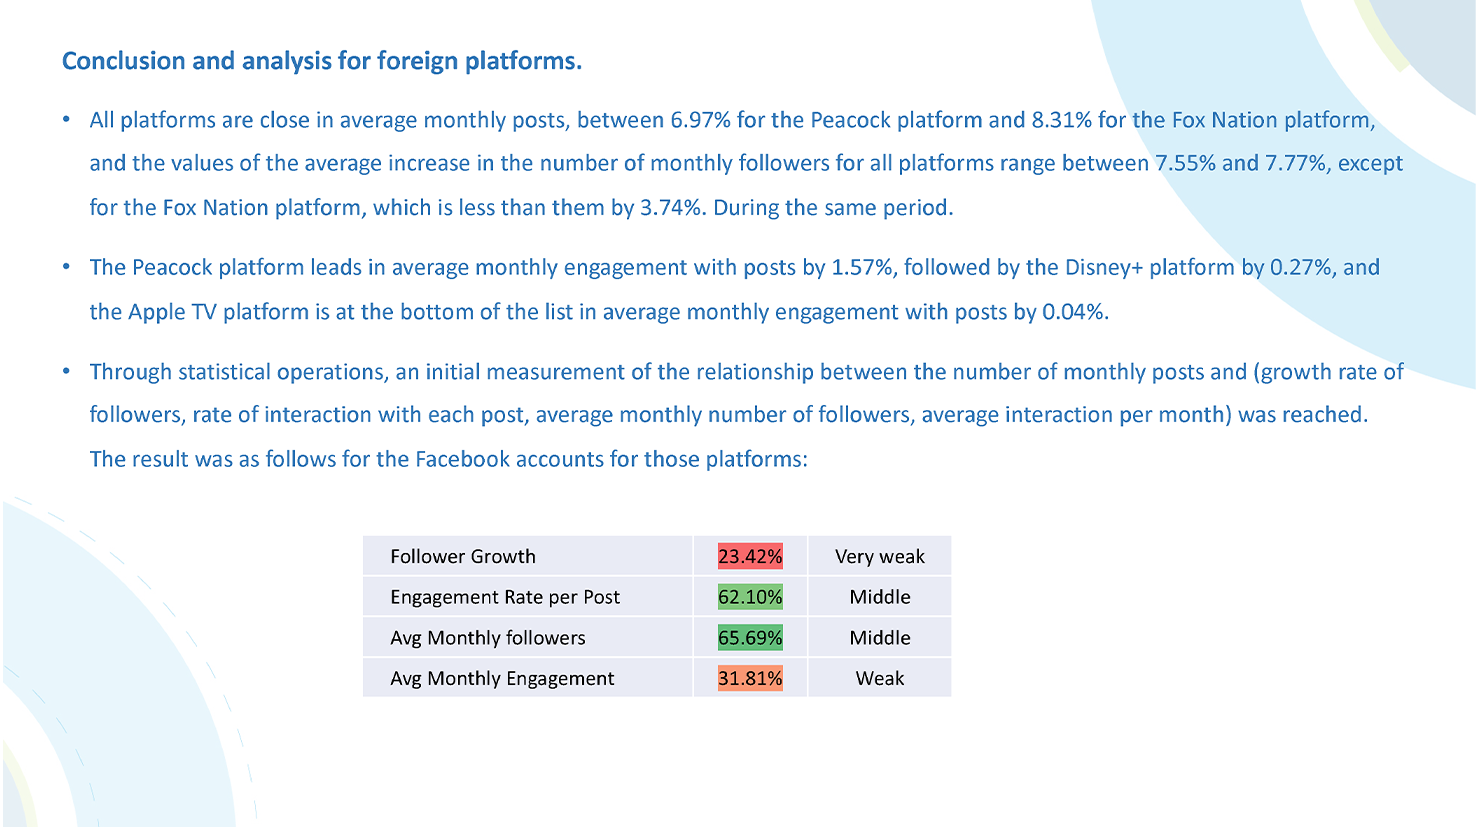 Conclusion and analysis for foreign platforms.
• All platforms are close in average monthly posts, between 6.97% for the Peacock platform and 8.31% for the Fox Nation platform,
and the values of the average increase in the number of monthly followers for all platforms range between 7.55% and 7.77%, except
for the Fox Nation platform, which is less than them by 3.74%. During the same period.
• The Peacock platform leads in average monthly engagement with posts by 1.57%, followed by the Disney+ platform by 0.27%, and
the Apple TV platform is at the bottom of the list in average monthly engagement with posts by 0.04%.
• Through statistical operations, an initial measurement of the relationship between the number of monthly posts and (growth rate of
followers, rate of interaction with each post, average monthly number of followers, average interaction per month) was reached.
The result was as follows for the Facebook accounts for those platforms:
Follower Growth 23.42% Very weak
Engagement Rate per Post 62.10% Middle
Avg Monthly followers 65.69% Middle
Avg Monthly Engagement 31.81% Weak